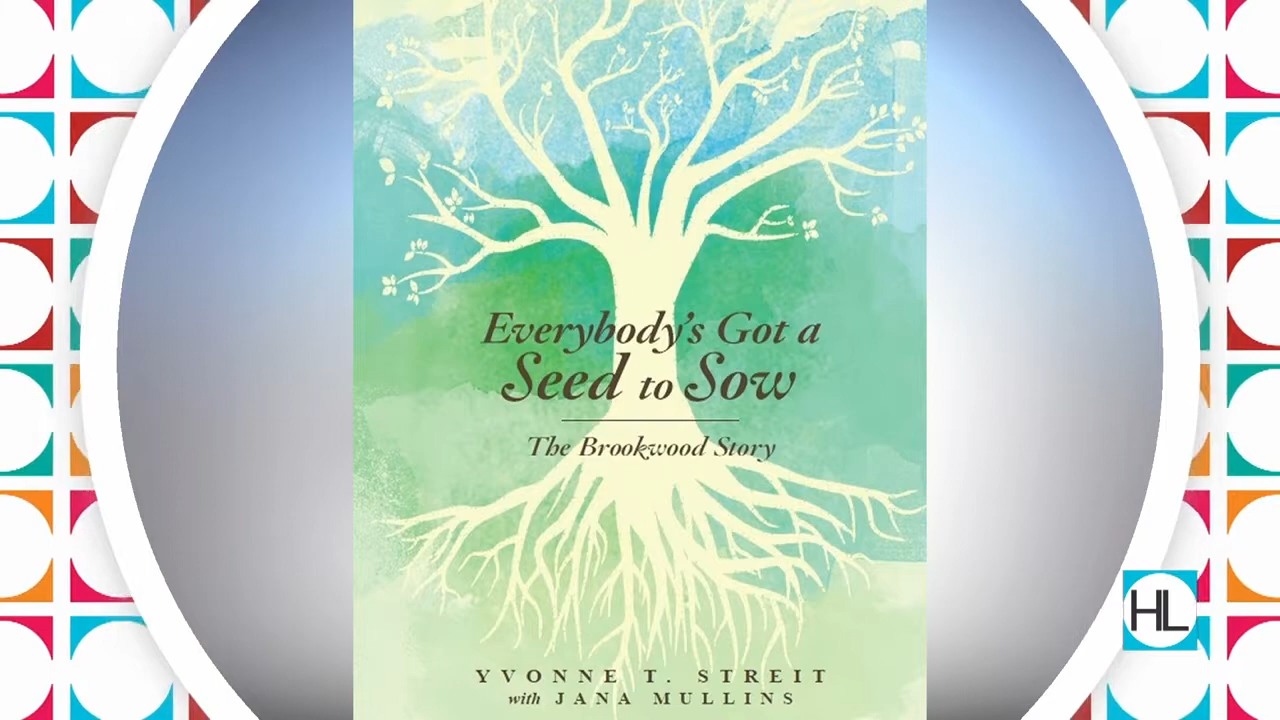 Everybody's Got a
Seed to Sow
The Brookwood Story
YVONNE T. STREIT
with JANA MULLINS
HL